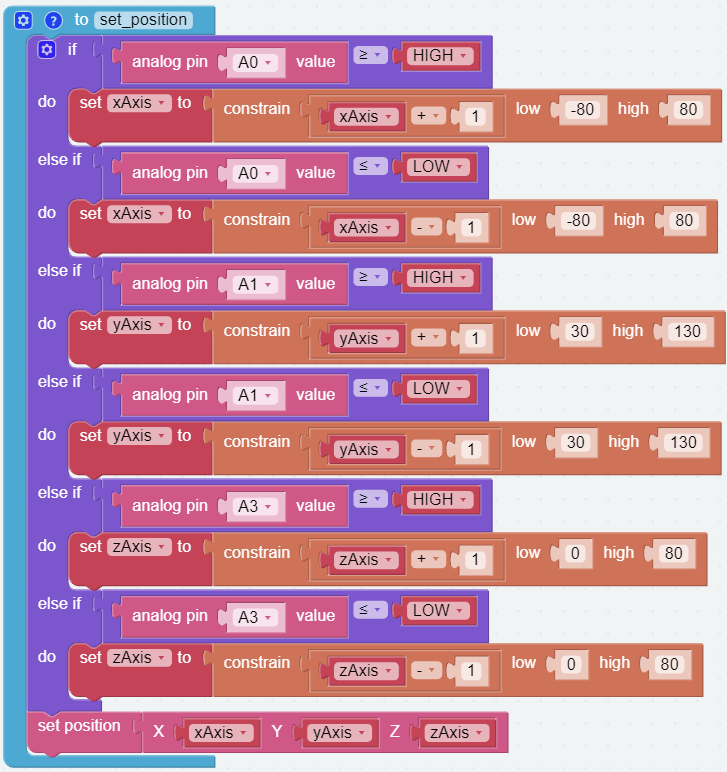 ? to set_position
if analog pin A0 value ≥ HIGH
do set xAxis to constrain xAxis + 1 low -80 high 80
else if analog pin A0 value ≤ LOW
do set xAxis to constrain xAxis - 1 low -80 high 80
else if analog pin A1 value ≥ HIGH
do set yAxis to constrain yAxis + 1 low 30 high 130
else if analog pin A1 value ≤ LOW
do set yAxis to constrain yAxis - 1 low 30 high 130
else if analog pin A3 value ≥ HIGH
do set zAxis to constrain zAxis + 1 low 0 high 80
else if analog pin A3 value ≤ LOW
do set zAxis to constrain zAxis - 1 low 0 high 80
set position X xAxis Y yAxis Z zAxis